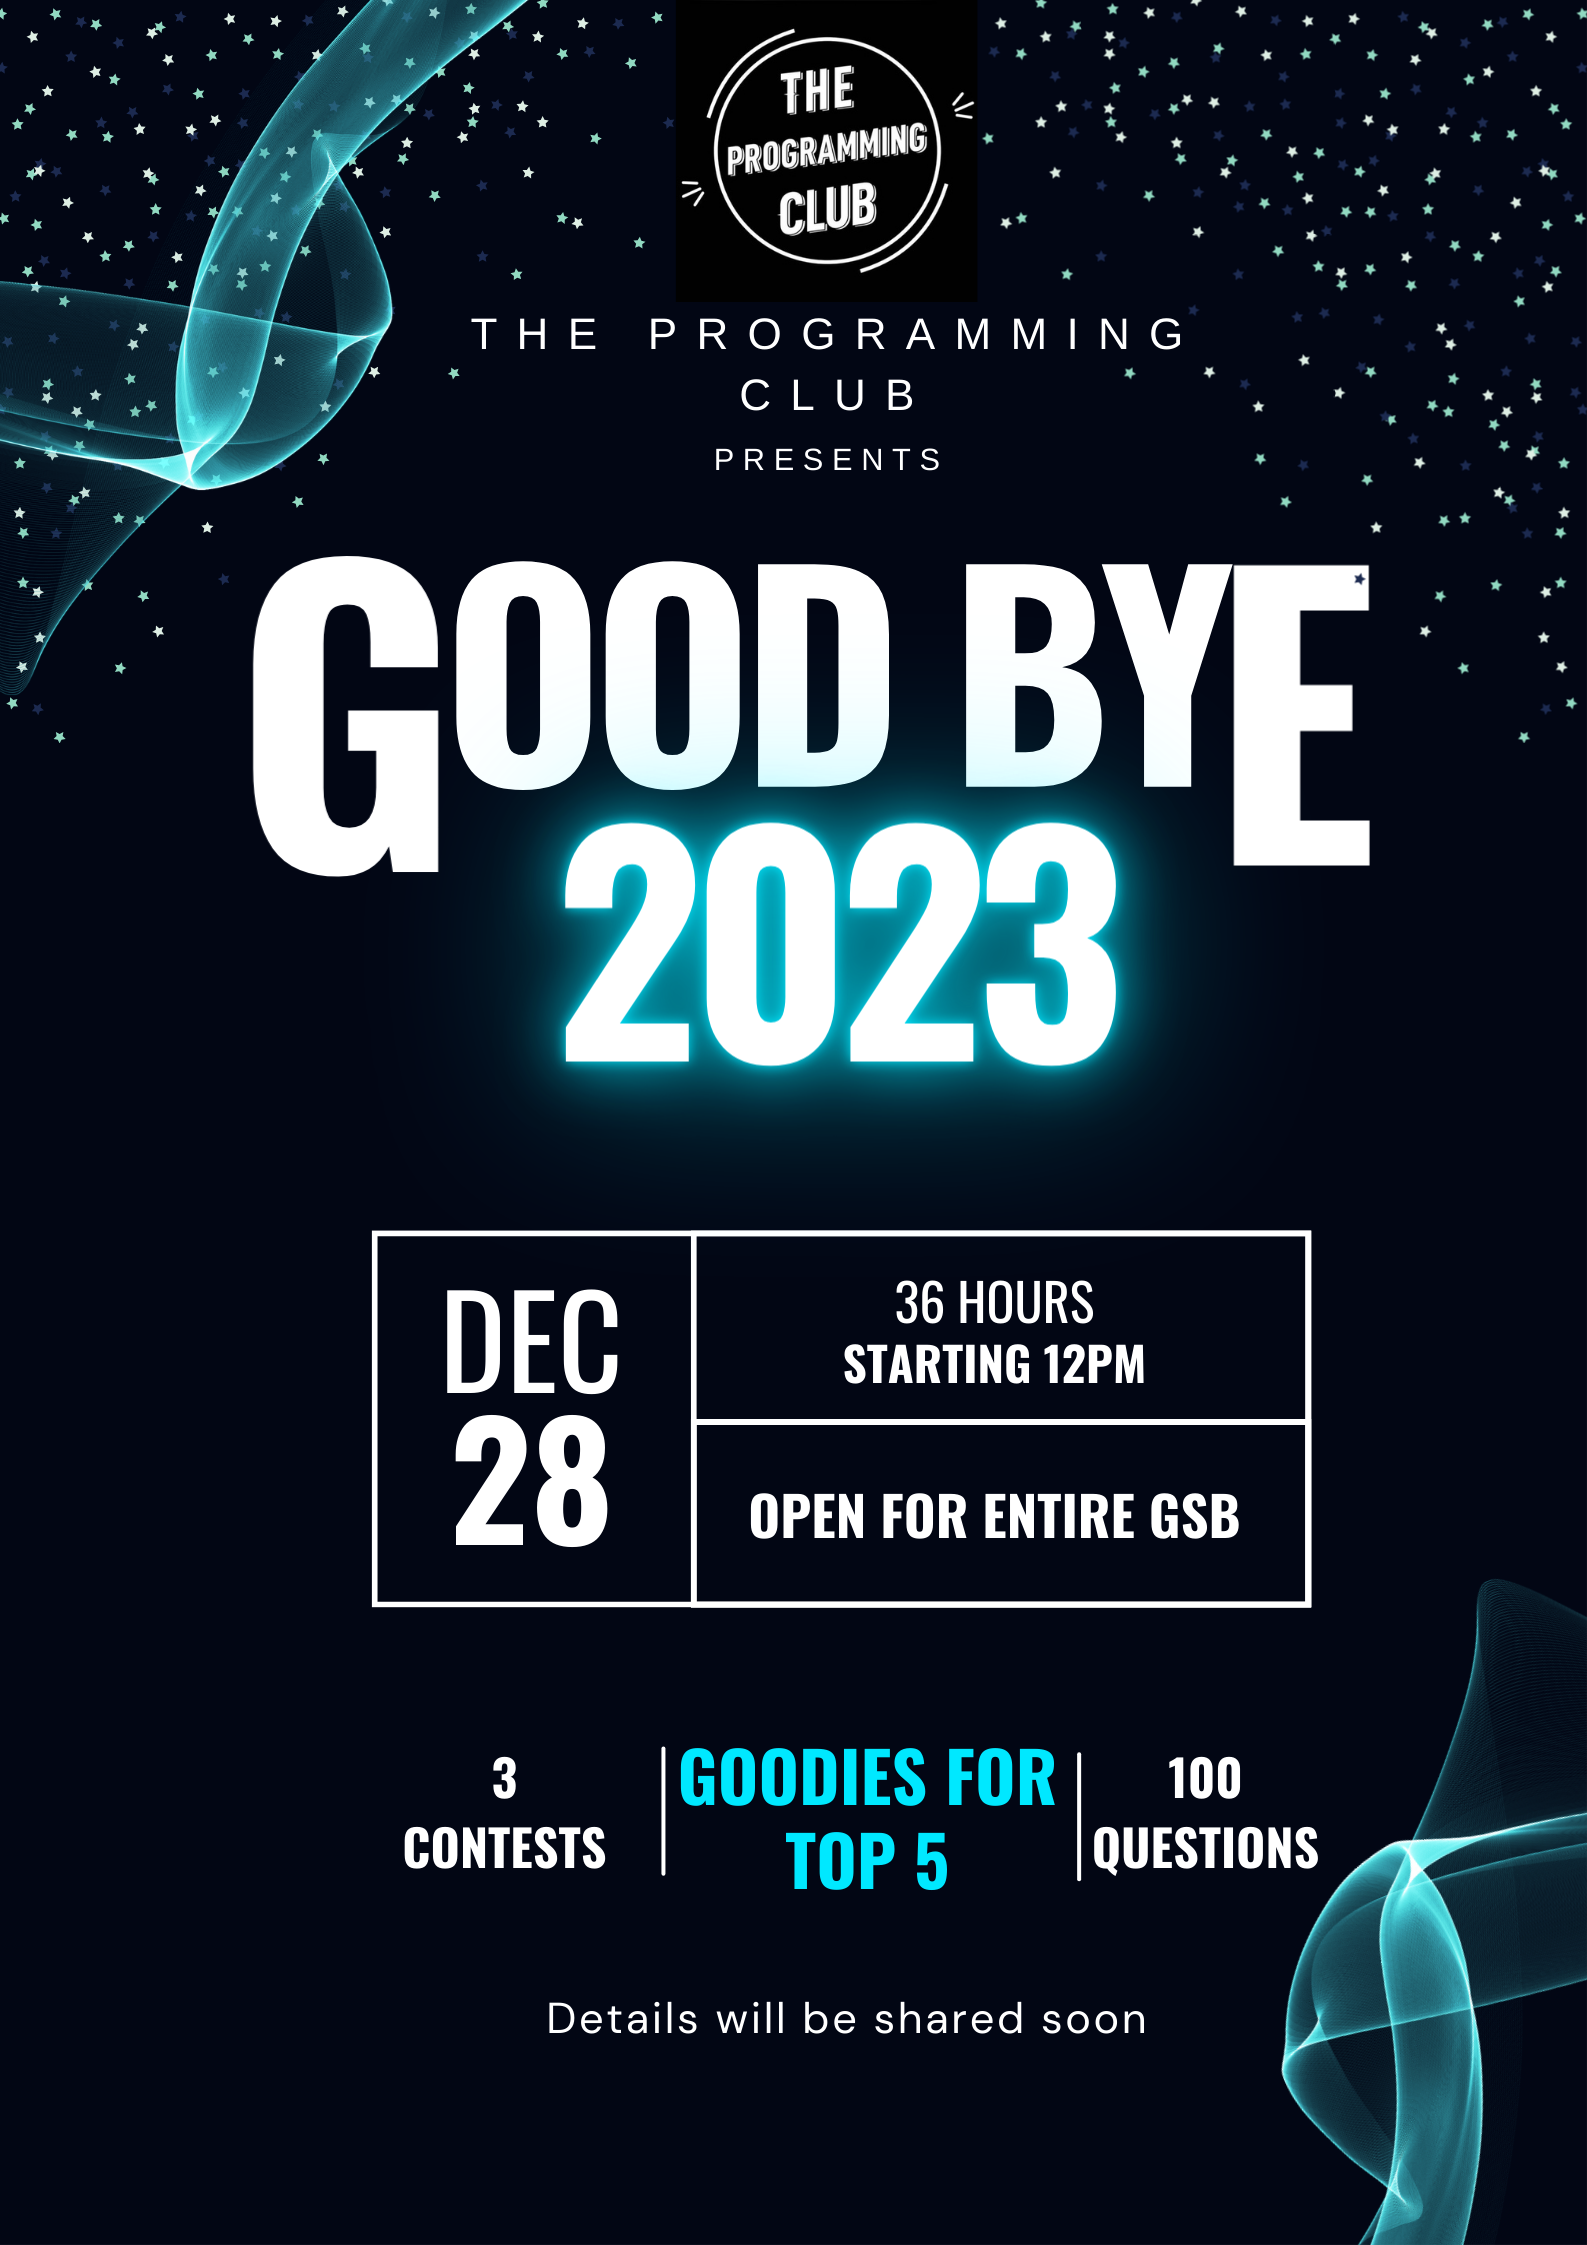 THE
PROGRAMMING
CLUB
THE PROGRAMMING
CLUB
PRESENTS
GOOD BYE
2023
DEC
28
36 HOURS
STARTING 12PM
OPEN FOR ENTIRE GSB
3
CONTESTS
GOODIES FOR
TOP 5
100
QUESTIONS
Details will be shared soon